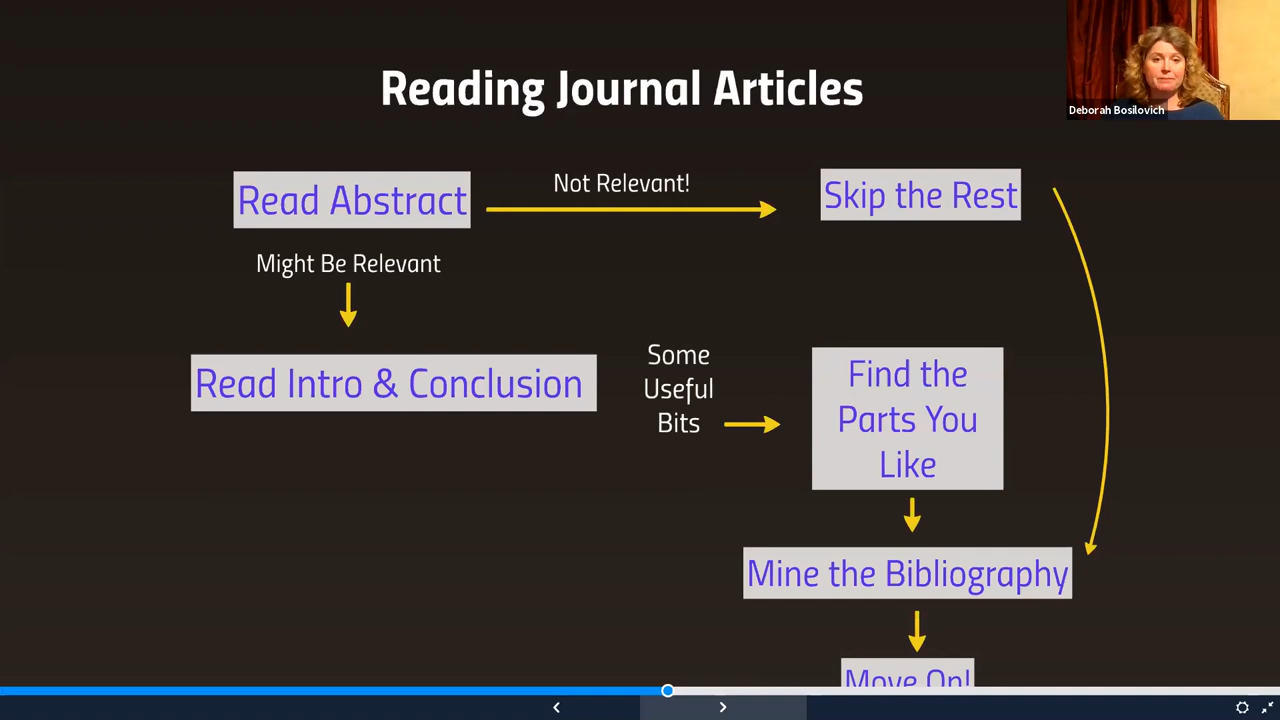 Reading Journal Articles
Deborah Bosilovich
Read Abstract
Not Relevant!
Skip the Rest
Might Be Relevant
Read Intro & Conclusion
Some
Useful
Bits
Find the
Parts You
Like
Mine the Bibliography
Move On!